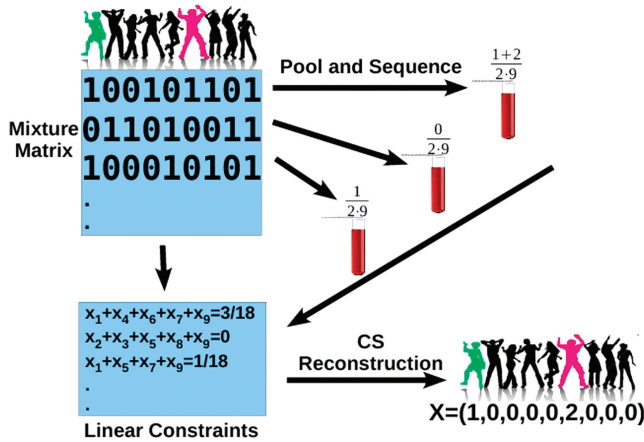 Pool and Sequence
1+2
2·9
Mixture
Matrix
100101101
011010011
100010101
.
.
0
2·9
1
2·9
x₁+x₄+x₆+x₇+x₉=3/18
x₂+x₃+x₅+x₈+x₉=0
x₁+x₅+x₇+x₉=1/18
.
.
Linear Constraints
CS
Reconstruction
X=(1,0,0,0,0,2,0,0,0)